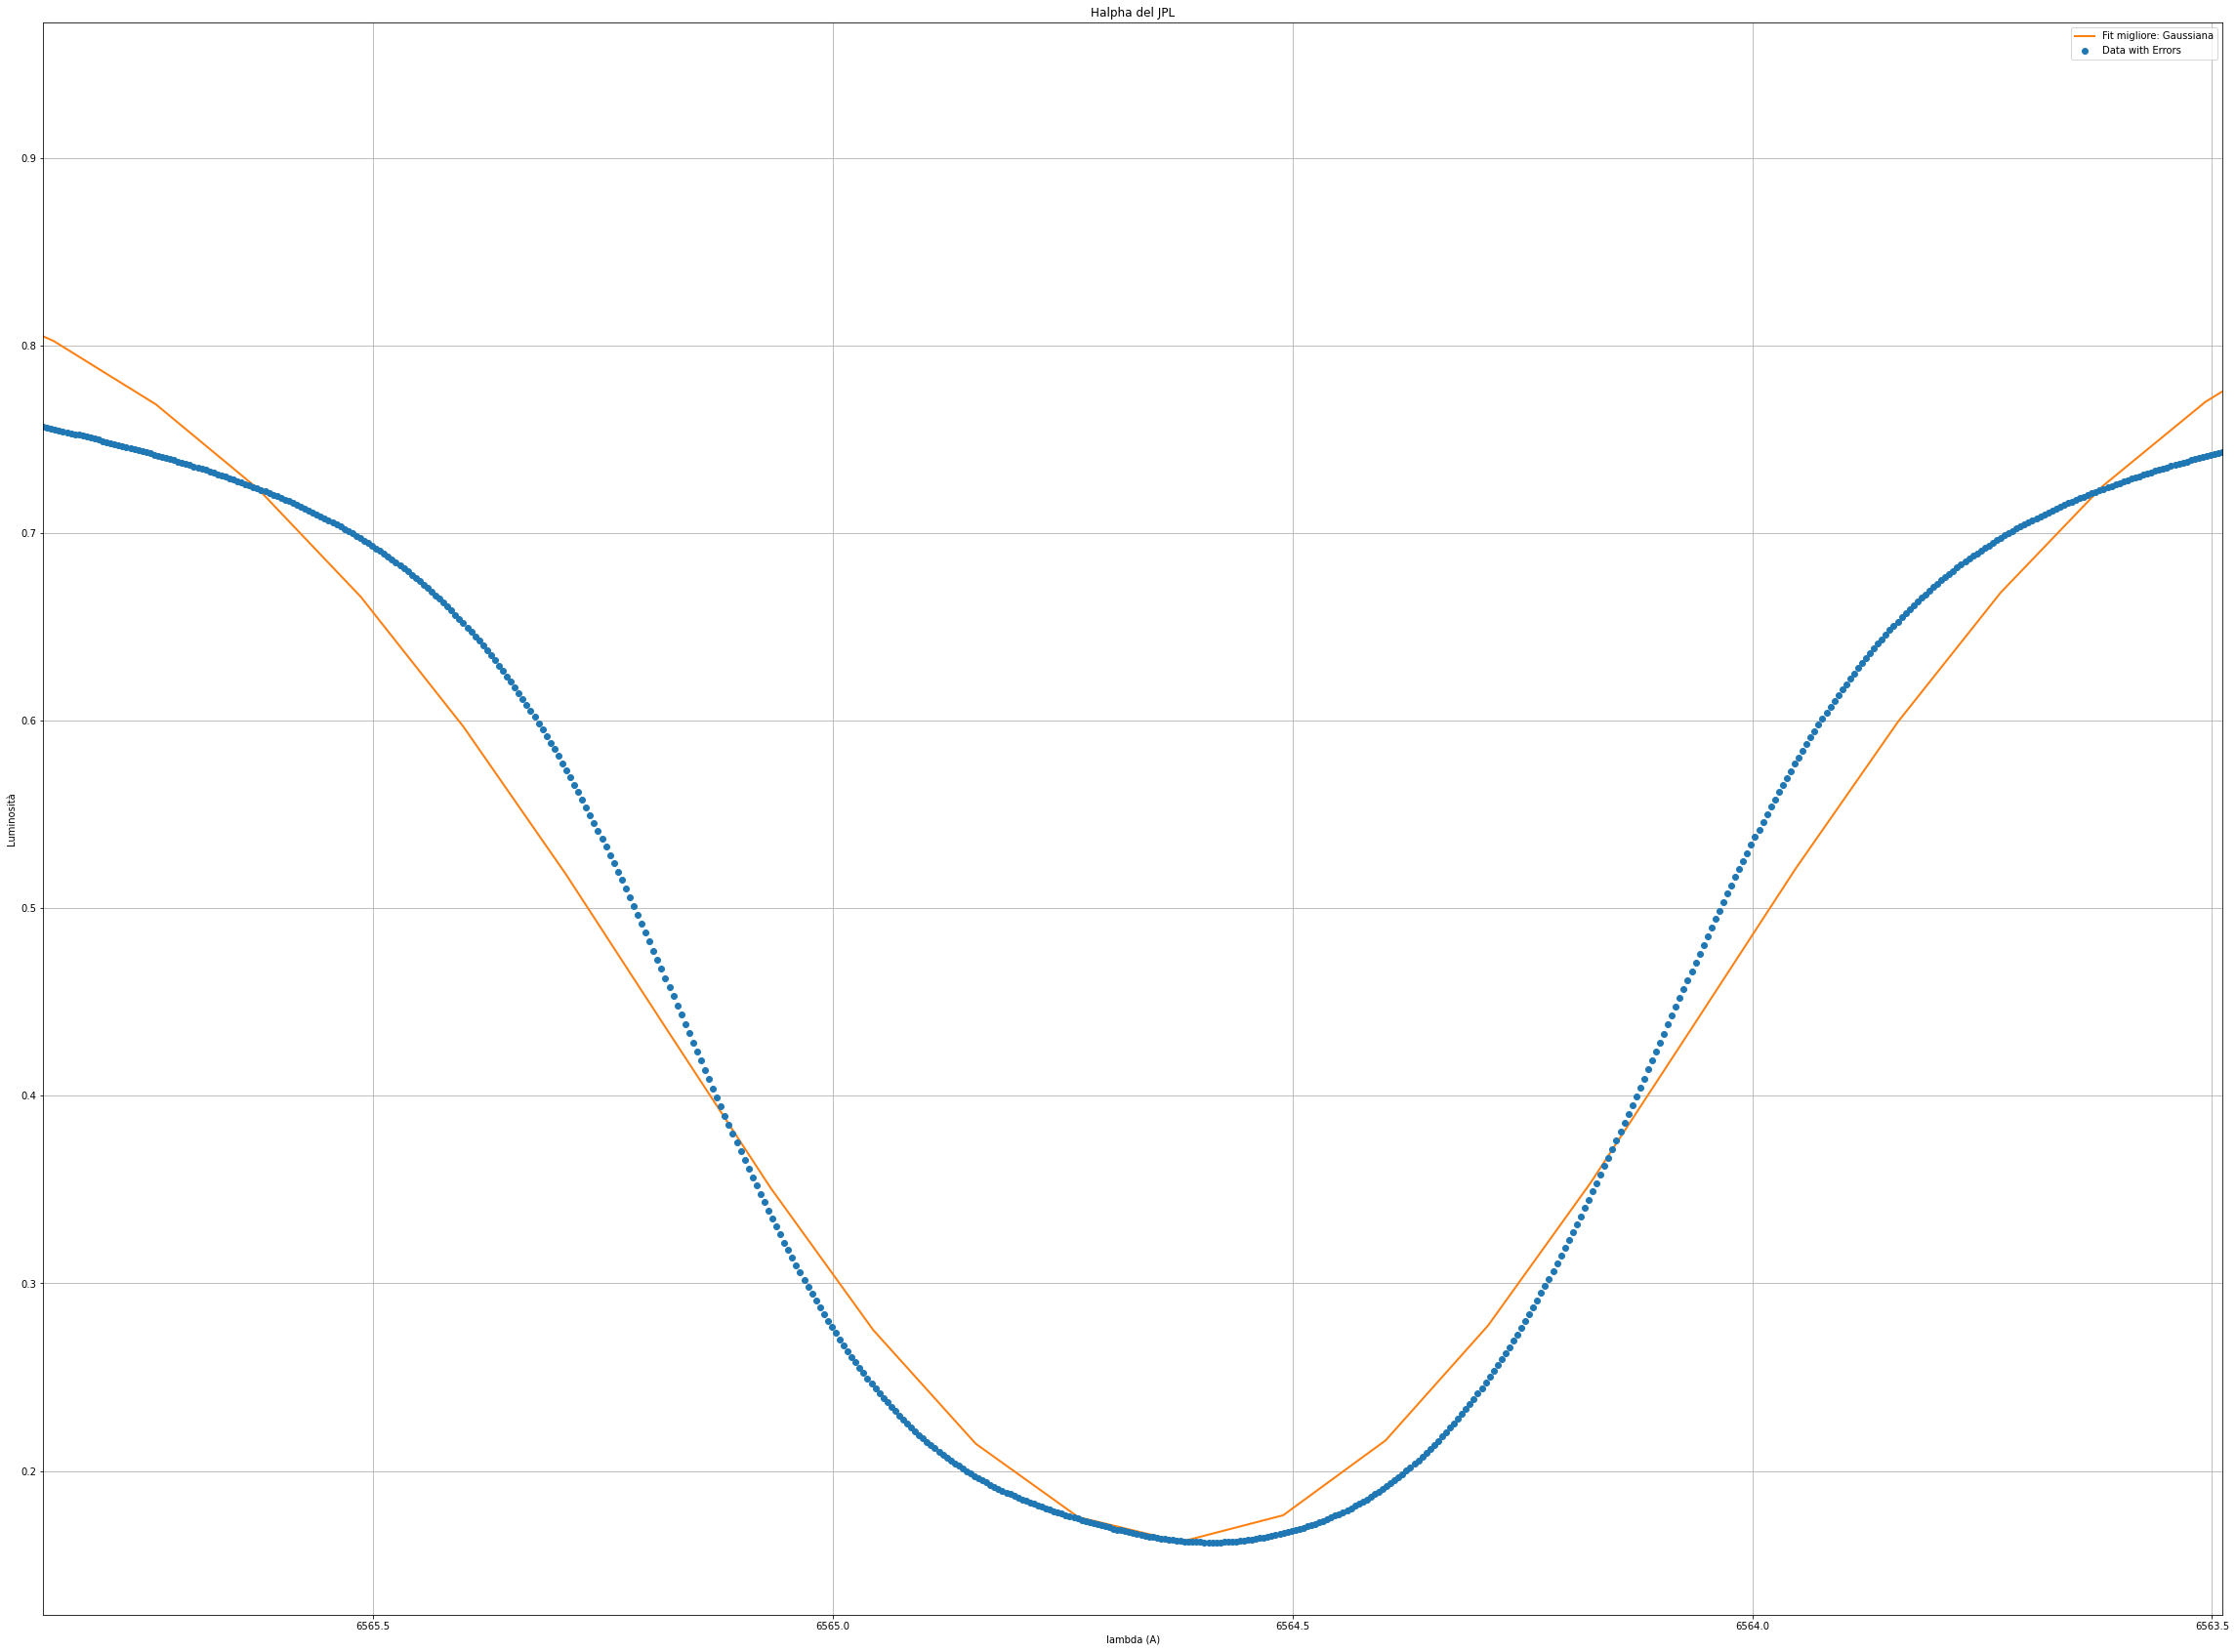 Halpha del JPL
Fit migliore: Gaussiana
Data with Errors
0.9
0.8
0.7
0.6
0.5
0.4
0.3
0.2
Luminosità
6565.5 6565.0 6564.5 6564.0 6563.5
lambda (A)